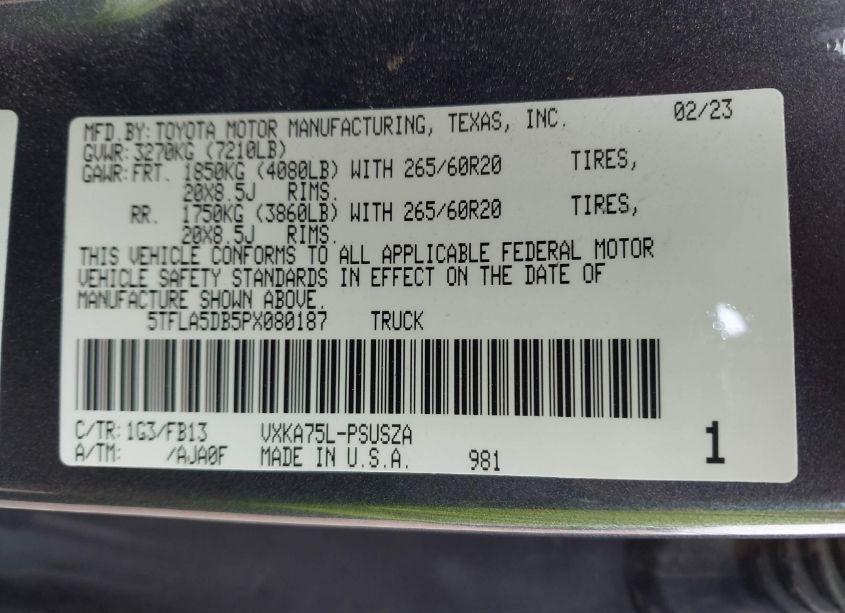 MFD.BY:TOYOTA MOTOR MANUFACTURING, TEXAS, INC. 02/23
GVWR:3270KG (7210LB)
GAWR:FRT. 1850KG (4080LB) WITH 265/60R20 TIRES,
20X8.5J RIMS.
RR. 1750KG (3860LB) WITH 265/60R20 TIRES,
20X8.5J RIMS.
THIS VEHICLE CONFORMS TO ALL APPLICABLE FEDERAL MOTOR
VEHICLE SAFETY STANDARDS IN EFFECT ON THE DATE OF
MANUFACTURE SHOWN ABOVE.
5TFLA5DB5PX080187 TRUCK
C/TR:1G3/FB13 VXKA75L-PSUSZA
A/TM: /AJA0F MADE IN U.S.A. 981
1